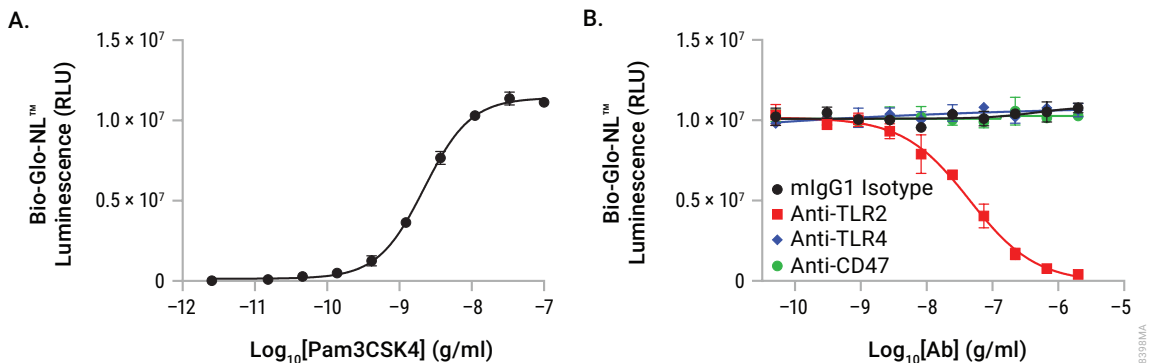 A.
Bio-Glo-NL™
Luminescence (RLU)
1.5 × 10⁷
1.0 × 10⁷
0.5 × 10⁷
0
−12
−11
−10
−9
−8
−7
Log₁₀[Pam3CSK4] (g/ml)
B.
Bio-Glo-NL™
Luminescence (RLU)
1.5 × 10⁷
1.0 × 10⁷
0.5 × 10⁷
0
mIgG1 Isotype
Anti-TLR2
Anti-TLR4
Anti-CD47
−10
−9
−8
−7
−6
−5
Log₁₀[Ab] (g/ml)
8398MA